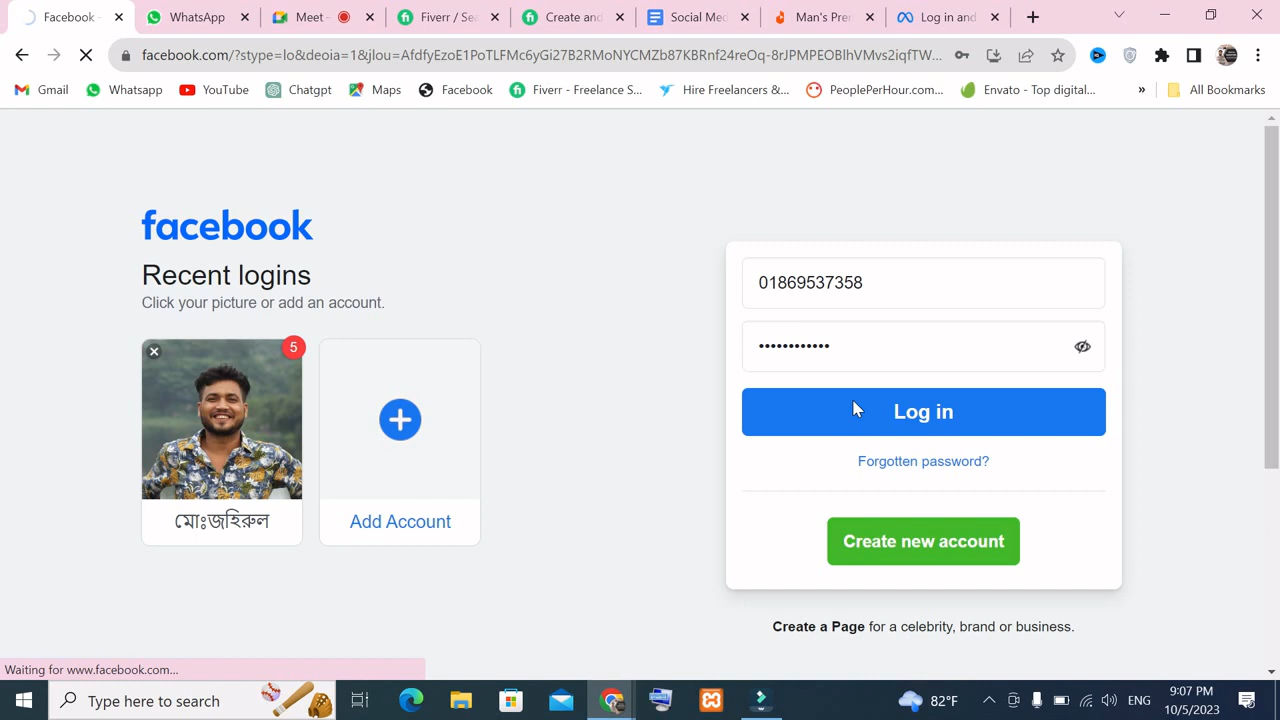 Facebook -
WhatsApp
Meet -
Fiverr / Sea
Create and
Social Med
Man's Pre
Log in and
facebook.com/?stype=lo&deoia=1&jlou=AfdfyEzoE1PoTLFMc6yGi27B2RMoNYCMZb87KBRnf24reOq-8rJPMPEOBlhVMvs2iqfTW...
Gmail
Whatsapp
YouTube
Chatgpt
Maps
Facebook
Fiverr - Freelance S...
Hire Freelancers &...
PeoplePerHour.com...
Envato - Top digital...
»
All Bookmarks
facebook
Recent logins
Click your picture or add an account.
5
মোঃজহিরুল
Add Account
01869537358
••••••••••••
Log in
Forgotten password?
Create new account
Create a Page for a celebrity, brand or business.
Waiting for www.facebook.com...
Type here to search
82°F
ENG
9:07 PM
10/5/2023